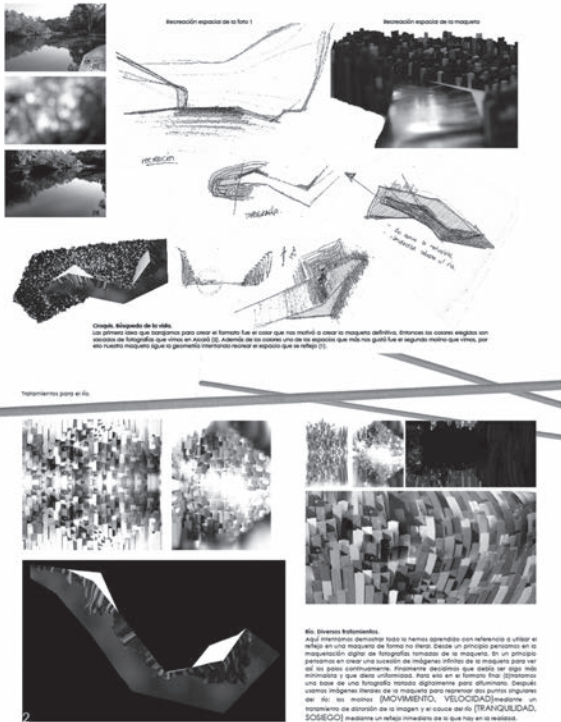 Recreación espacial de la foto 1
Recreación espacial de la maqueta
TOPOGRAFÍA
Croquis. Búsqueda de la vida.
Las primera idea que barajamos para crear el formato fue el color que nos motivó a crear la maqueta definitiva. Entonces los colores elegidos son
sacados de fotografías que vimos en Alcalá (2). Además de los colores uno de los espacios que más nos gustó fue el segundo molino que vimos, por
ello nuestra maqueta sigue la geometría intentando recrear el espacio que se refleja (1).
Tratamientos para el río.
Río. Diversos tratamientos.
Aquí intentamos demostrar todo lo hemos aprendido con referencia a utilizar el
reflejo en una maqueta de forma no literal. Desde un principio pensamos en la
maquetación digital de fotografías tomadas de la maqueta. En un principio
pensamos en crear una sucesión de imágenes infinitas de la maqueta para ver
así los palos continuamente. Finalmente decidimos que debía ser algo más
minimalista y que diera uniformidad. Para ello en el formato final (2)tratamos
una base de una fotografía tratada digitalmente para difuminarla. Después
usamos imágenes literales de la maqueta para representar dos puntos singulares
del río: los molinos (MOVIMIENTO, VELOCIDAD)mediante un
tratamiento de distorsión de la imagen y el cauce del río (TRANQUILIDAD,
SOSIEGO) mediante un reflejo inmediato de lo que hay en la realidad.
2